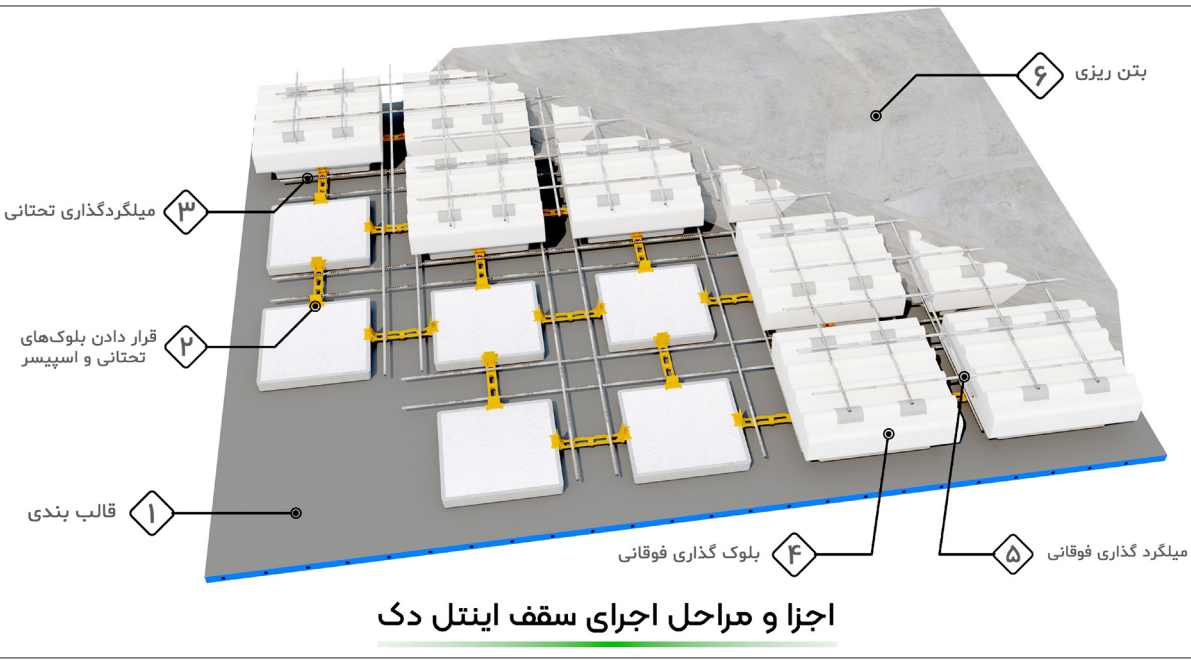 ۶
بتن ریزی
۳
میلگردگذاری تحتانی
۲
قرار دادن بلوک‌های
تحتانی و اسپیسر
۱
قالب بندی
۴
بلوک گذاری فوقانی
۵
میلگرد گذاری فوقانی
اجزا و مراحل اجرای سقف اینتل دک